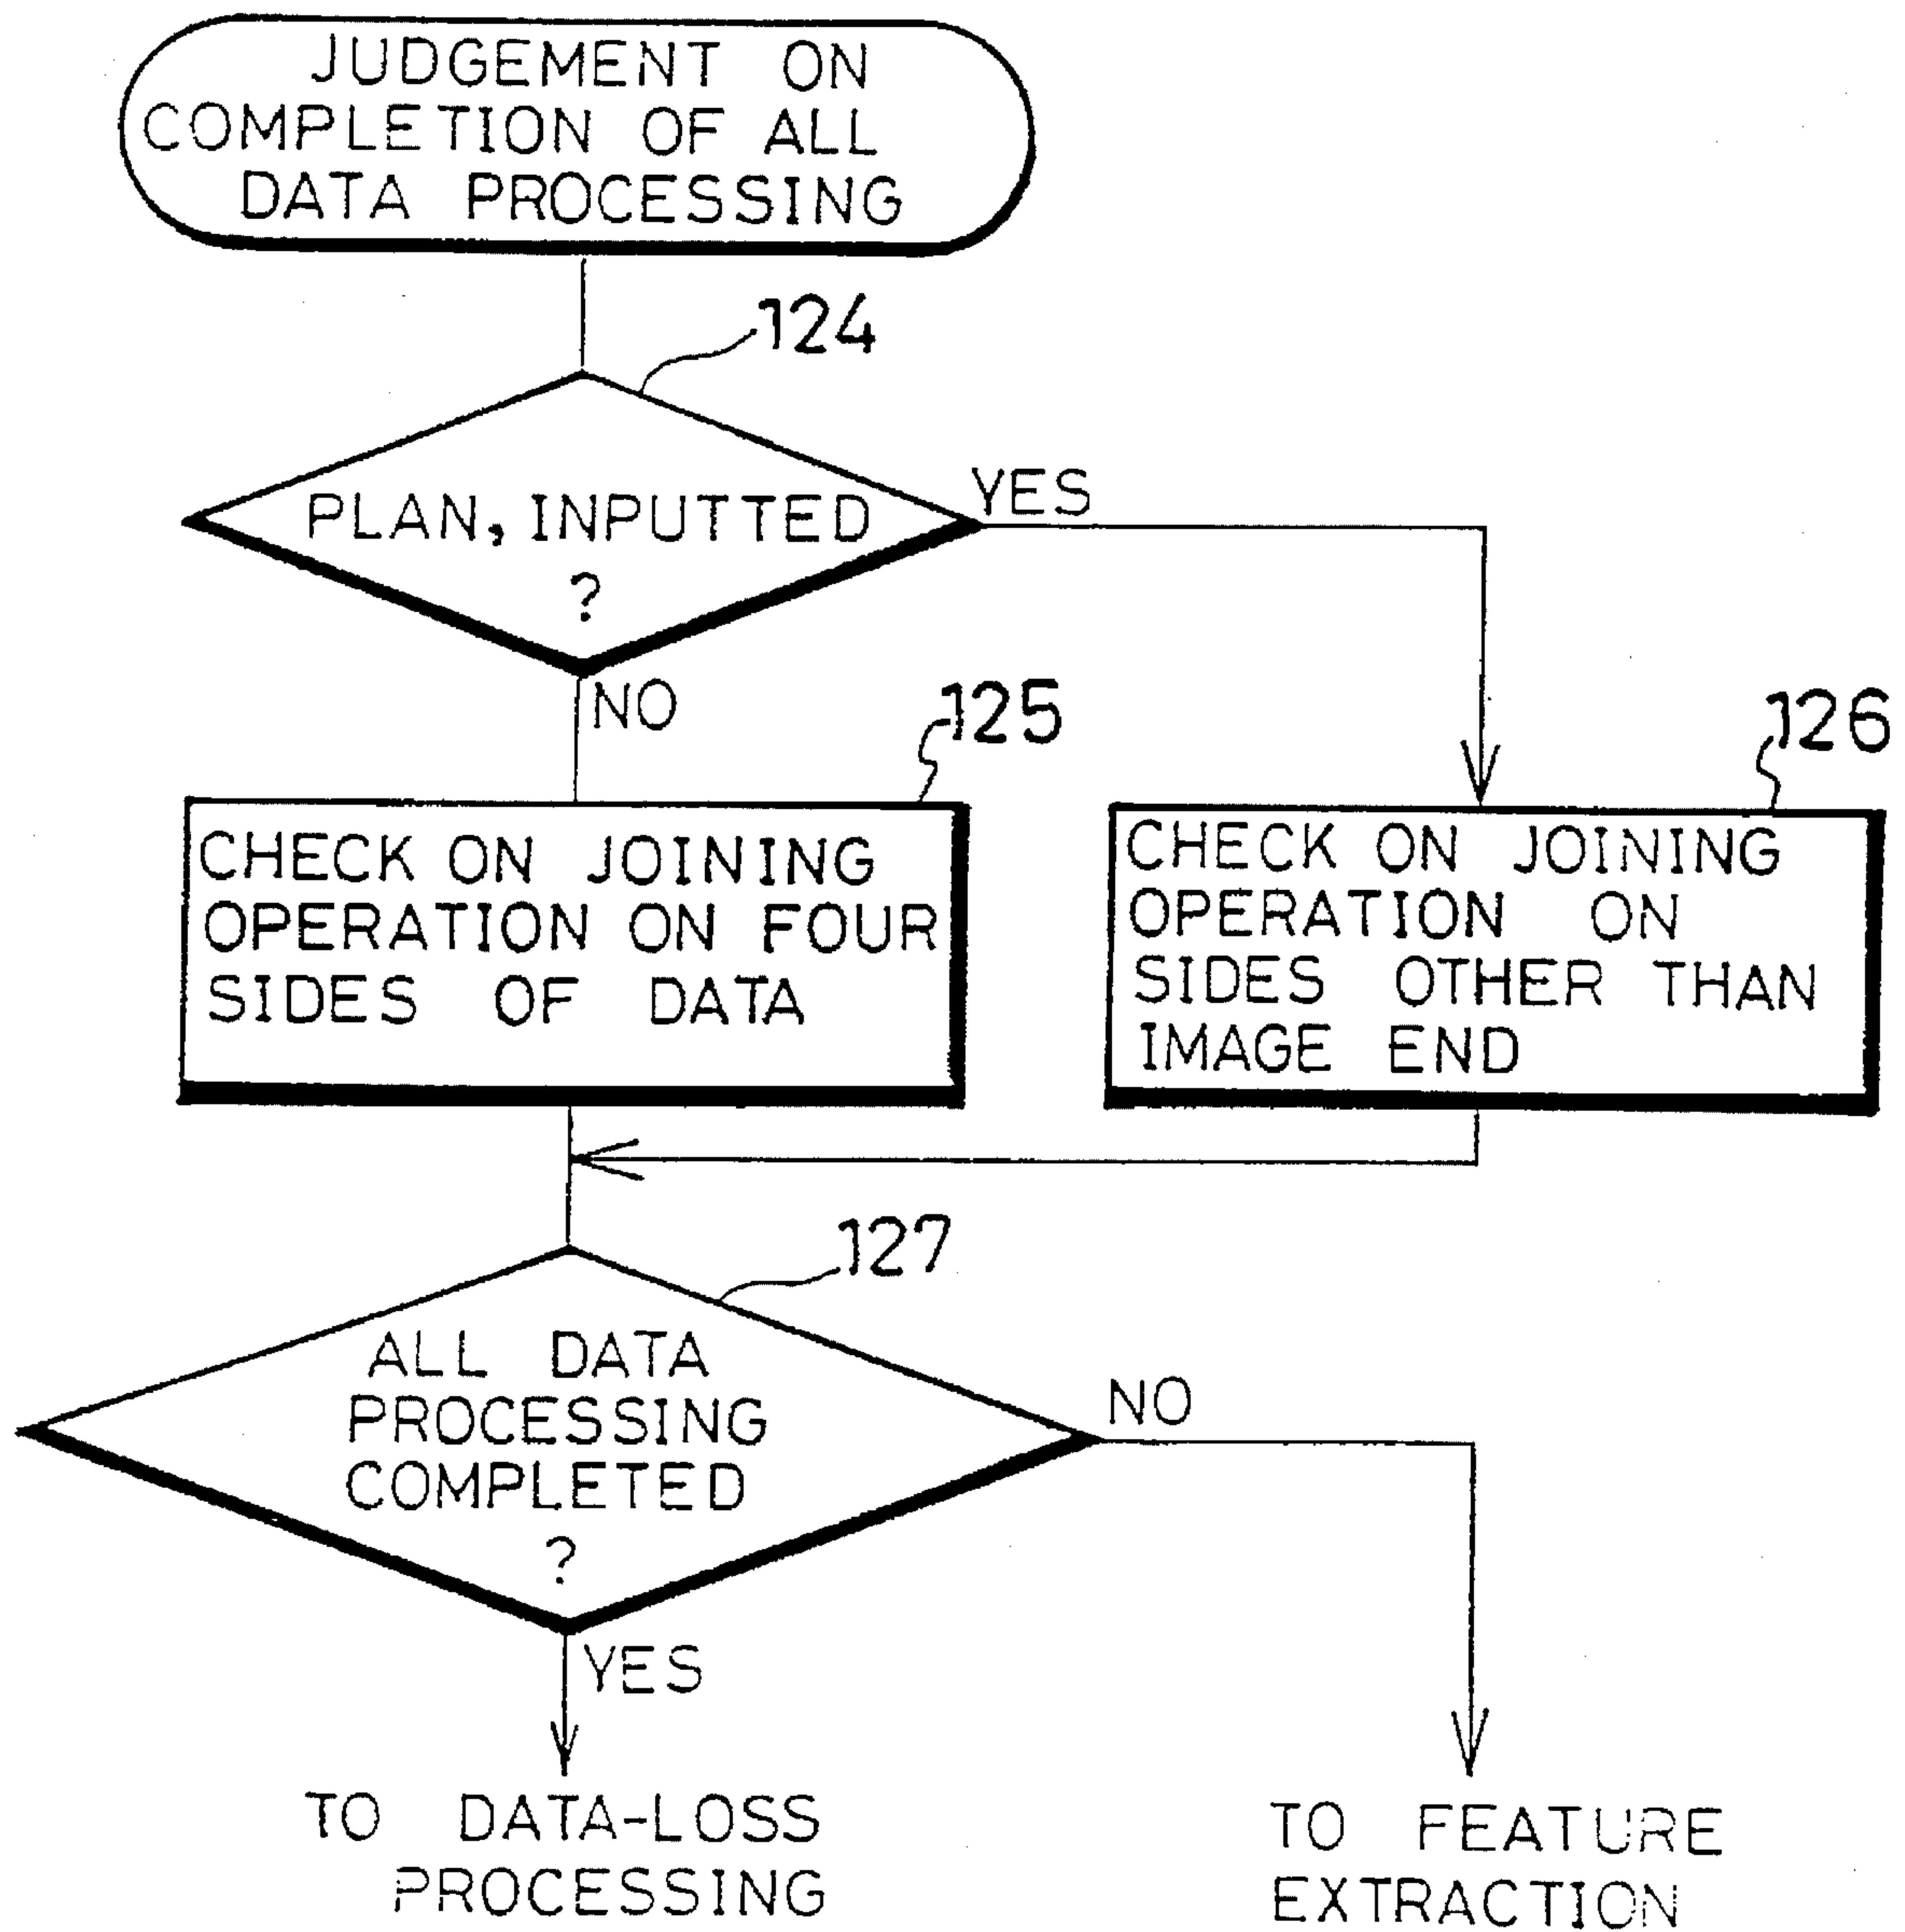 JUDGEMENT ON
COMPLETION OF ALL
DATA PROCESSING
124
PLAN, INPUTTED
?
YES
NO
125
126
CHECK ON JOINING
OPERATION ON FOUR
SIDES OF DATA
CHECK ON JOINING
OPERATION ON
SIDES OTHER THAN
IMAGE END
127
ALL DATA
PROCESSING
COMPLETED
?
NO
YES
TO DATA-LOSS
PROCESSING
TO FEATURE
EXTRACTION